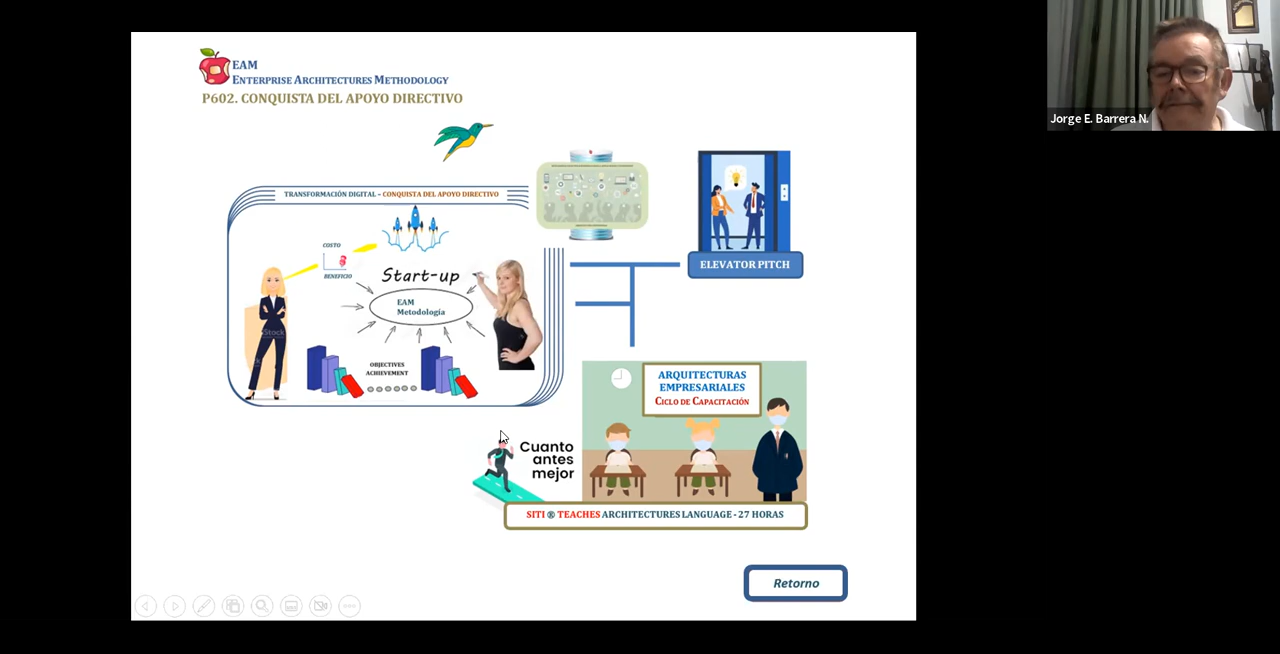 EAM
ENTERPRISE ARCHITECTURES METHODOLOGY
P602. CONQUISTA DEL APOYO DIRECTIVO
TRANSFORMACIÓN DIGITAL – CONQUISTA DEL APOYO DIRECTIVO
COSTO
BENEFICIO
Start-up
EAM
Metodología
OBJECTIVES
ACHIEVEMENT
iStock
ELEVATOR PITCH
ARQUITECTURAS
EMPRESARIALES
CICLO DE CAPACITACIÓN
Cuanto
antes
mejor
SITI ® TEACHES ARCHITECTURES LANGUAGE - 27 HORAS
Retorno
Jorge E. Barrera N.